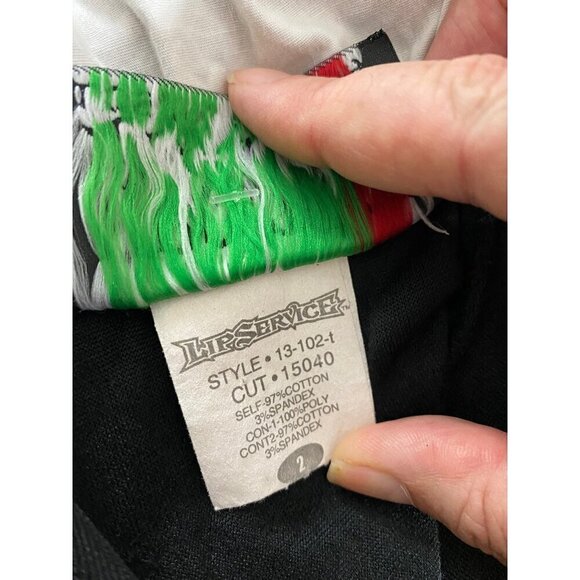 LIP SERVICE
STYLE • 13-102-t
CUT • 15040
SELF-97%COTTON
3%SPANDEX
CON-1-100%POLY
CONT2-97%COTTON
3%SPANDEX
2